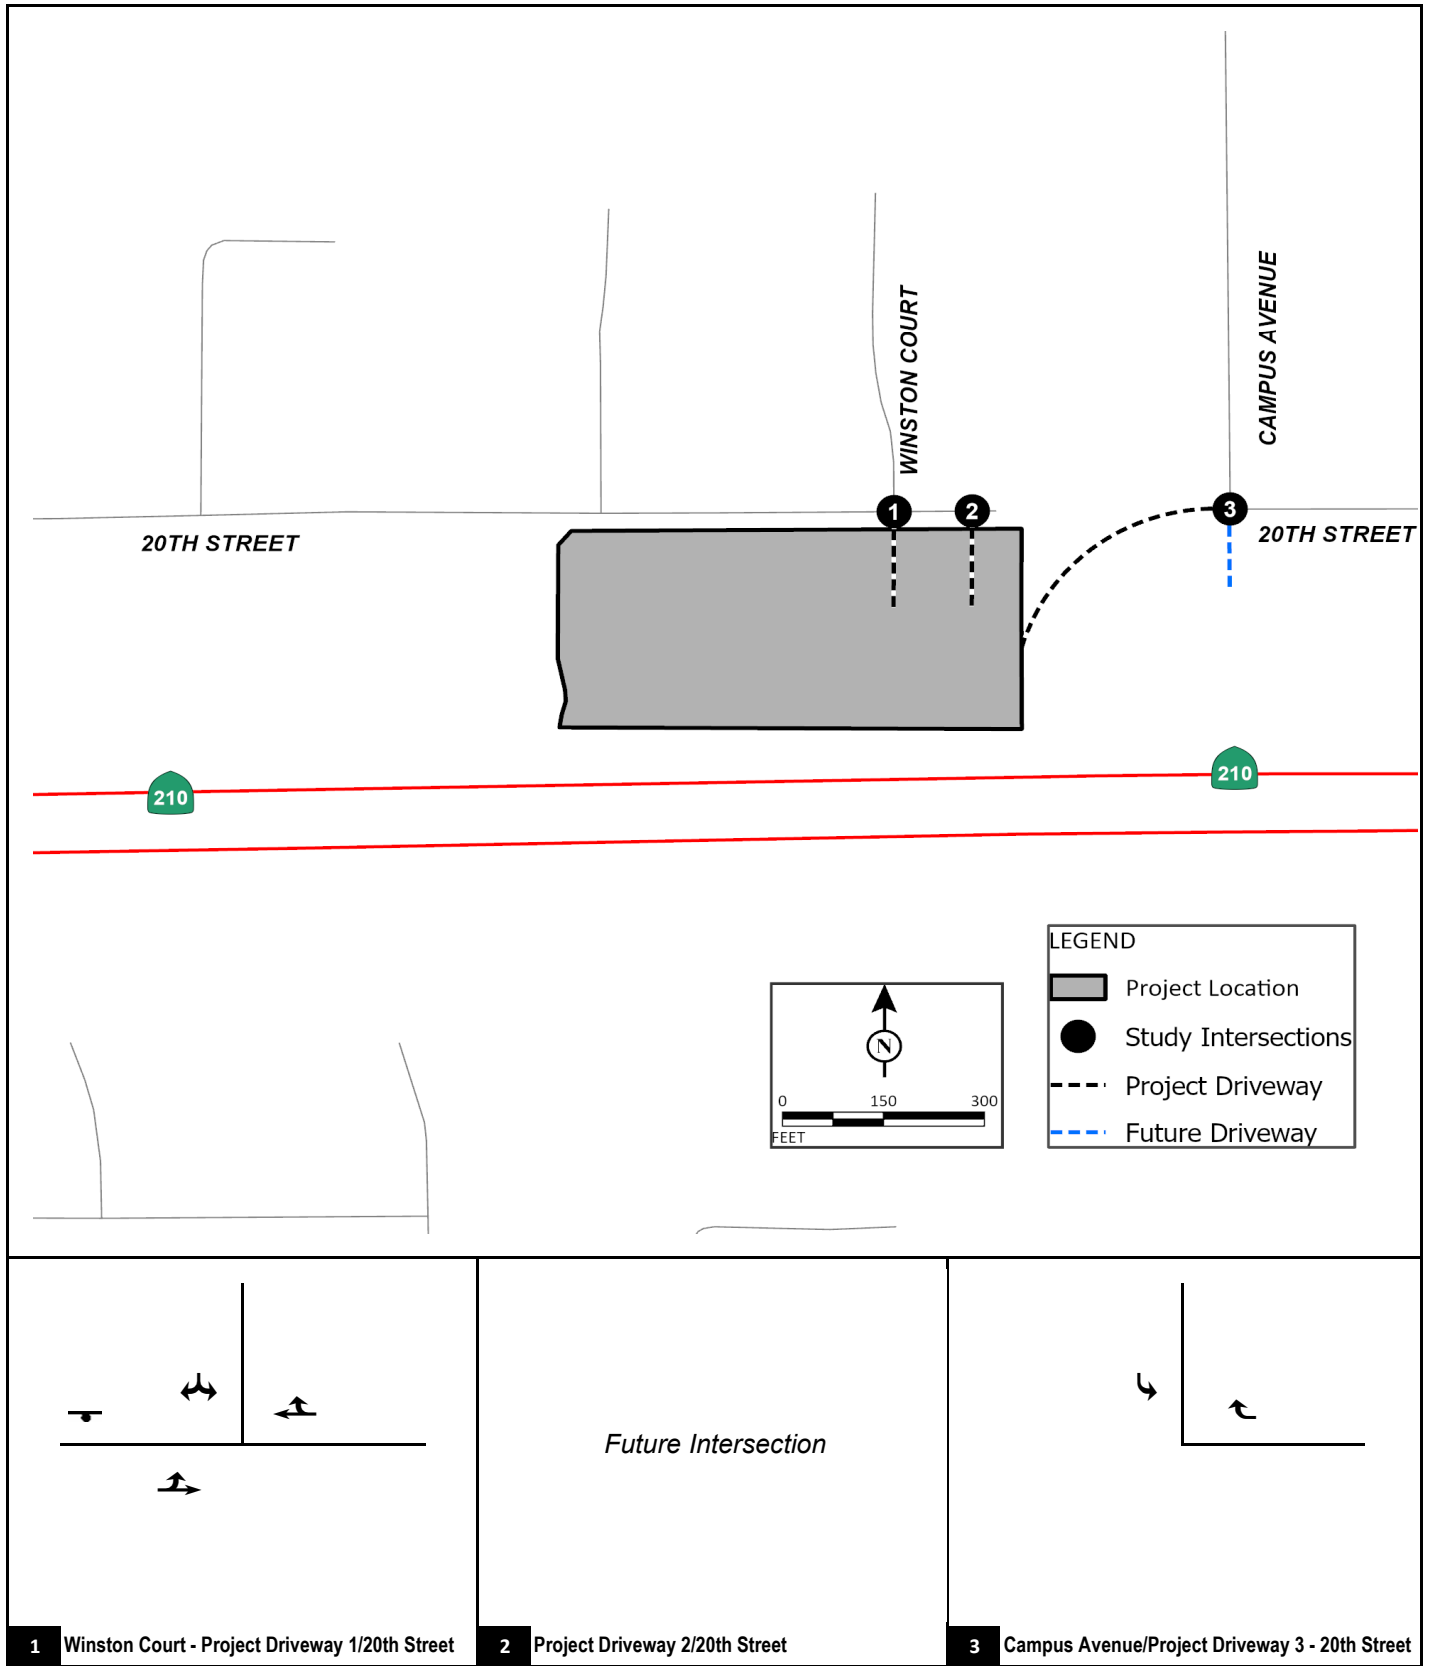 WINSTON COURT
CAMPUS AVENUE
1
2
3
20TH STREET
20TH STREET
210
210
LEGEND
Project Location
Study Intersections
Project Driveway
Future Driveway
N
0 150 300
FEET
Future Intersection
1 Winston Court - Project Driveway 1/20th Street
2 Project Driveway 2/20th Street
3 Campus Avenue/Project Driveway 3 - 20th Street